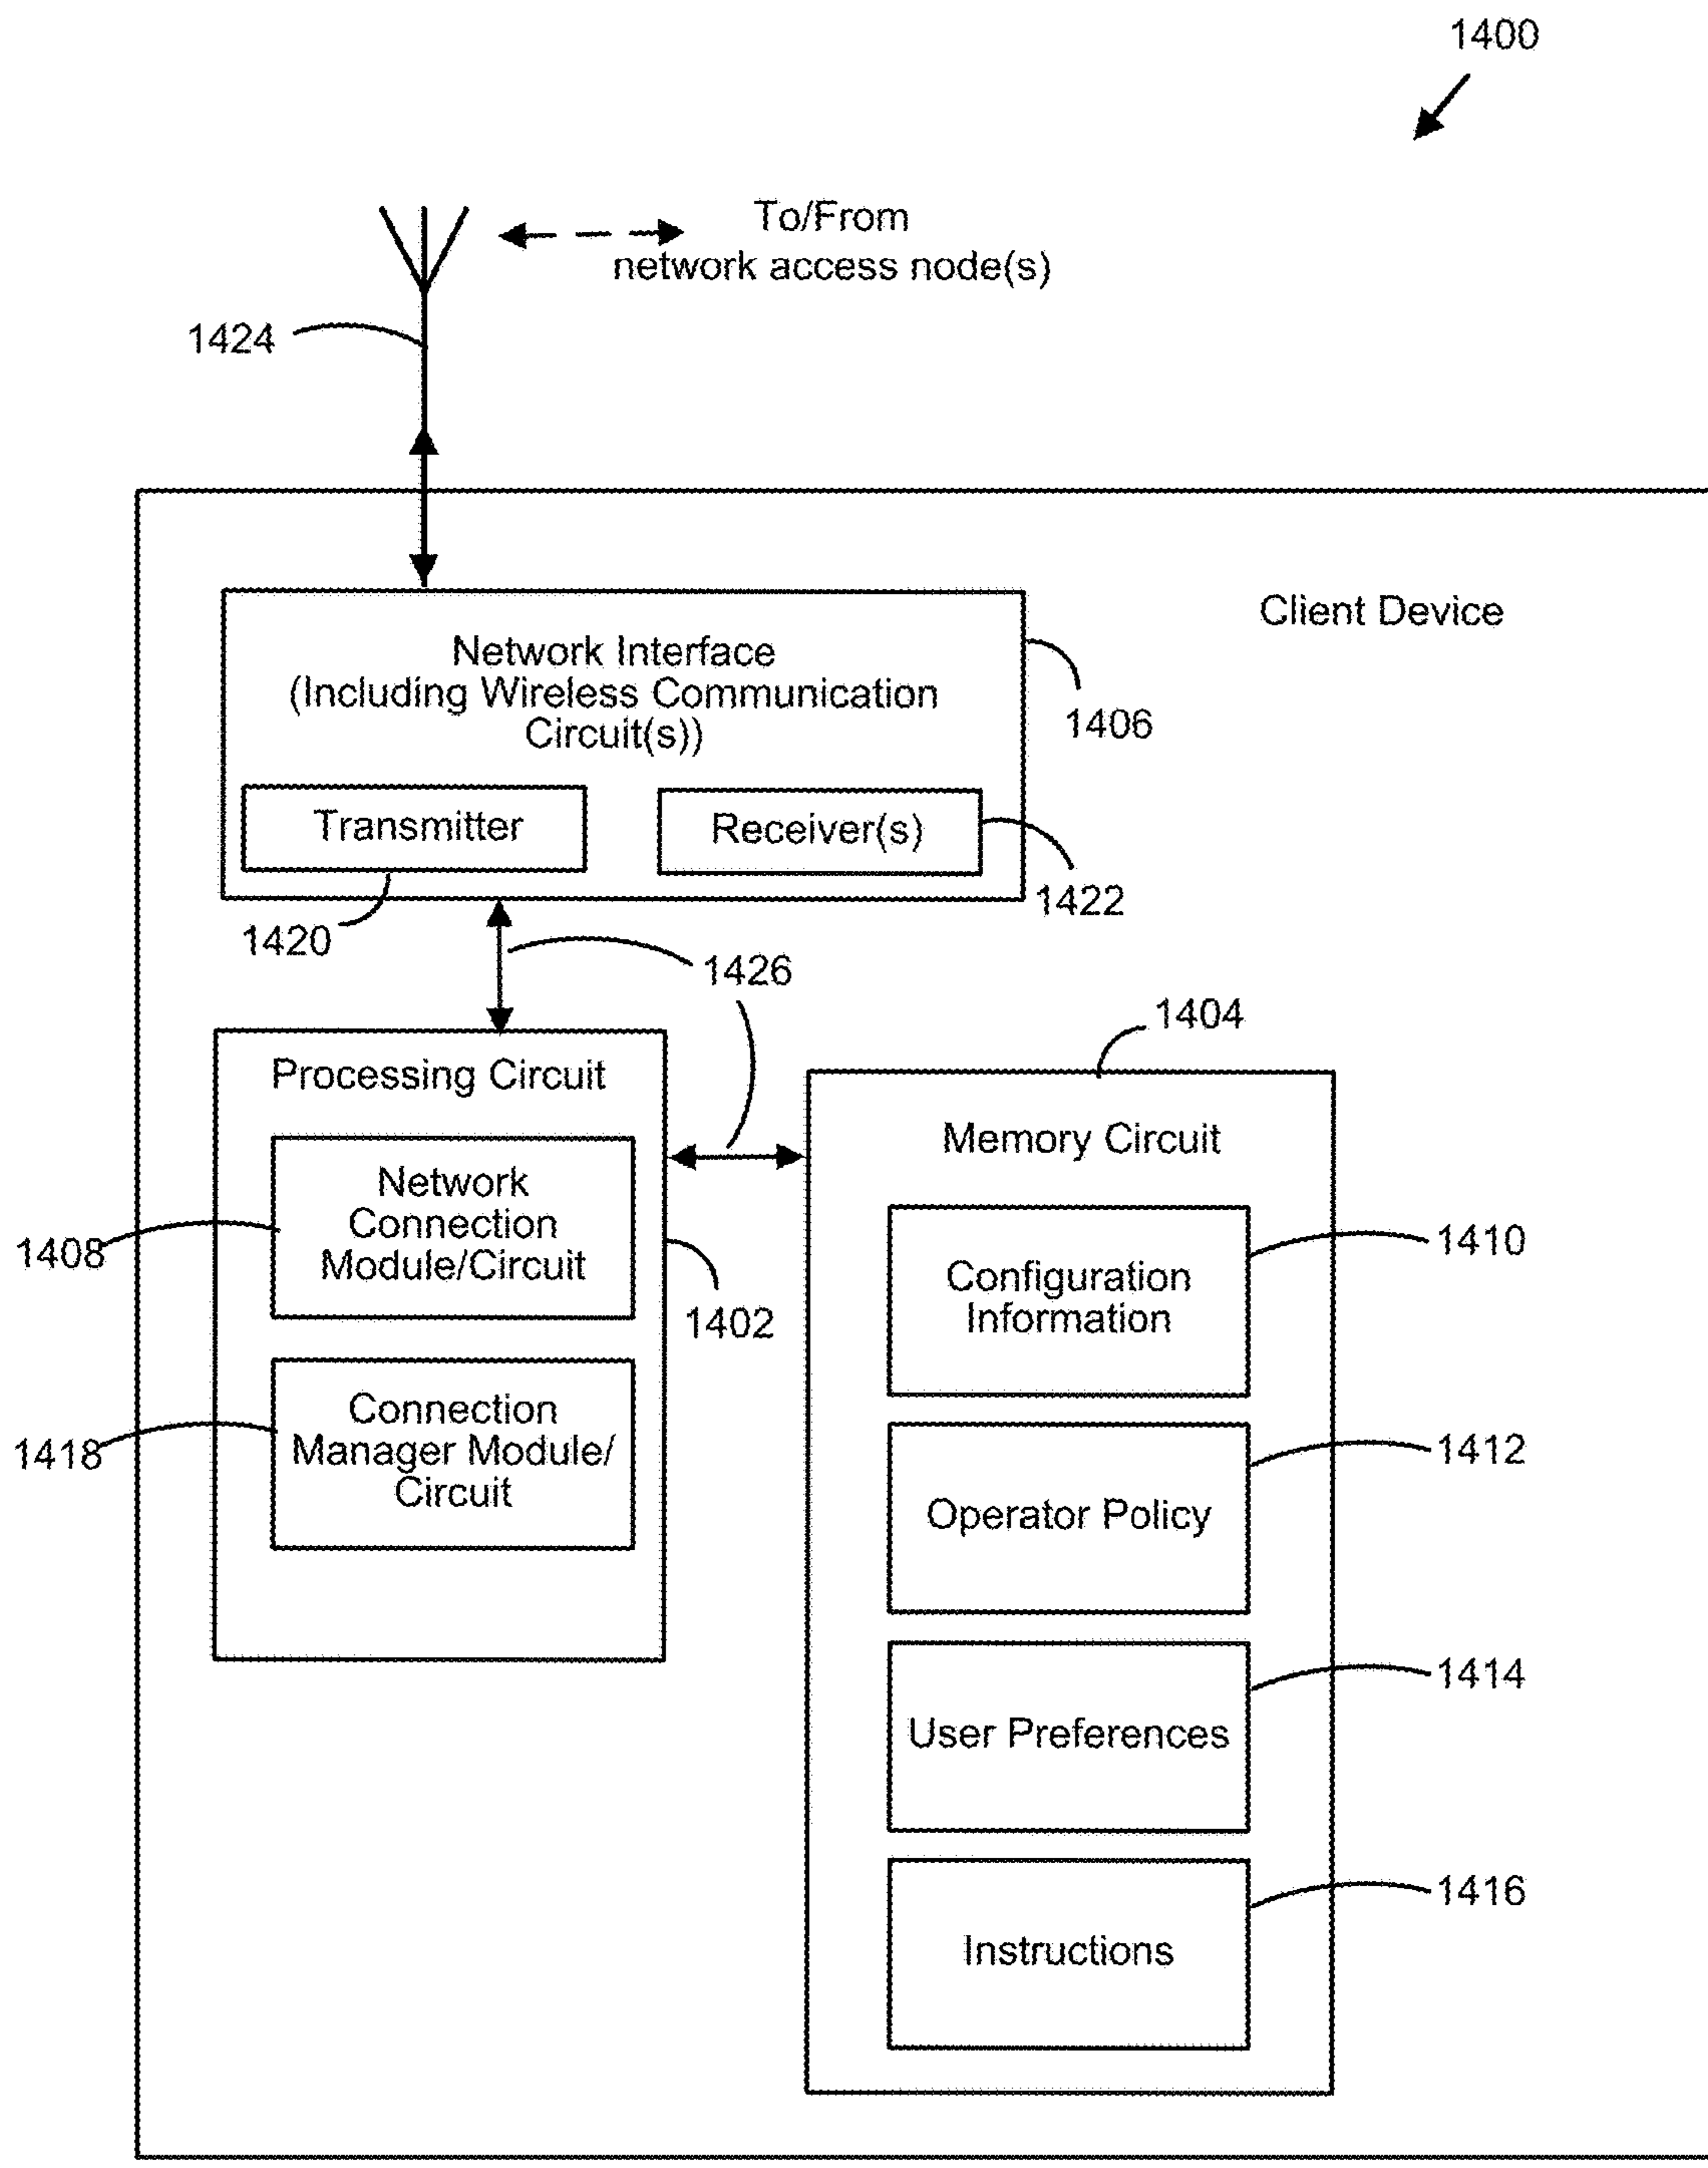 1400
To/From
network access node(s)
1424
Client Device
Network Interface
(Including Wireless Communication
Circuit(s))
1406
Transmitter
Receiver(s)
1422
1420
1426
1404
Processing Circuit
Memory Circuit
Network
Connection
Module/Circuit
1408
1402
Configuration
Information
1410
Connection
Manager Module/
Circuit
1418
Operator Policy
1412
User Preferences
1414
Instructions
1416